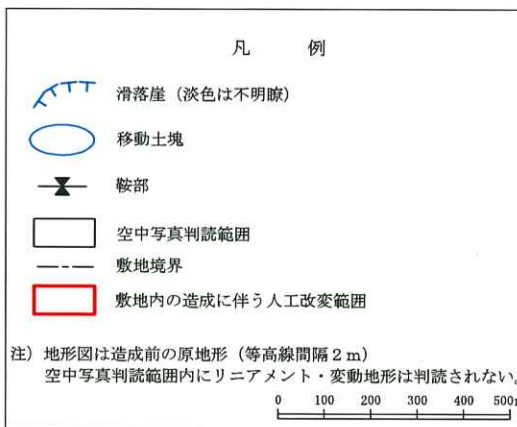 凡　例
滑落崖（淡色は不明瞭）
移動土塊
鞍部
空中写真判読範囲
敷地境界
敷地内の造成に伴う人工改変範囲
注）地形図は造成前の原地形（等高線間隔２ｍ）
空中写真判読範囲内にリニアメント・変動地形は判読されない。
0 100 200 300 400 500m